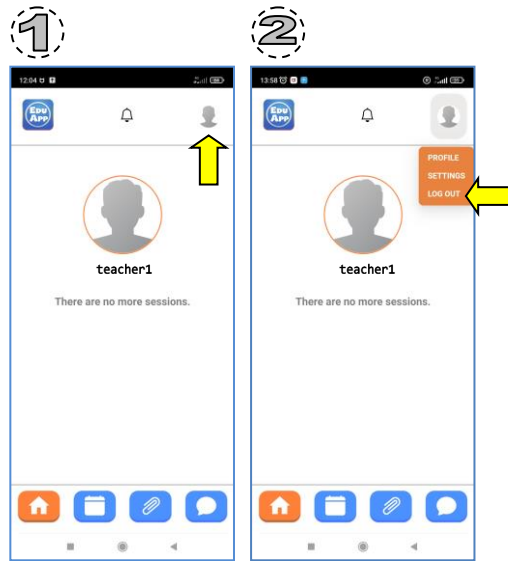 1
12:04
EDU
APP
teacher1
There are no more sessions.
2
13:58
EDU
APP
PROFILE
SETTINGS
LOG OUT
teacher1
There are no more sessions.